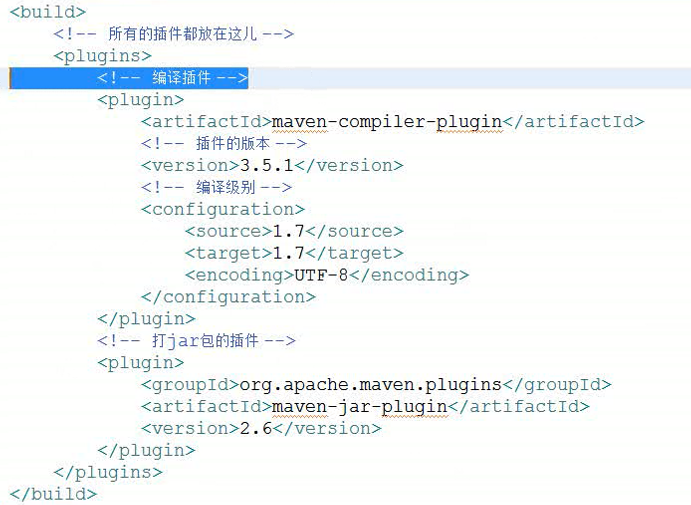 <build>
<!-- 所有的插件都放在这儿 -->
<plugins>
<!-- 编译插件 -->
<plugin>
<artifactId>maven-compiler-plugin</artifactId>
<!-- 插件的版本 -->
<version>3.5.1</version>
<!-- 编译级别 -->
<configuration>
<source>1.7</source>
<target>1.7</target>
<encoding>UTF-8</encoding>
</configuration>
</plugin>
<!-- 打jar包的插件 -->
<plugin>
<groupId>org.apache.maven.plugins</groupId>
<artifactId>maven-jar-plugin</artifactId>
<version>2.6</version>
</plugin>
</plugins>
</build>